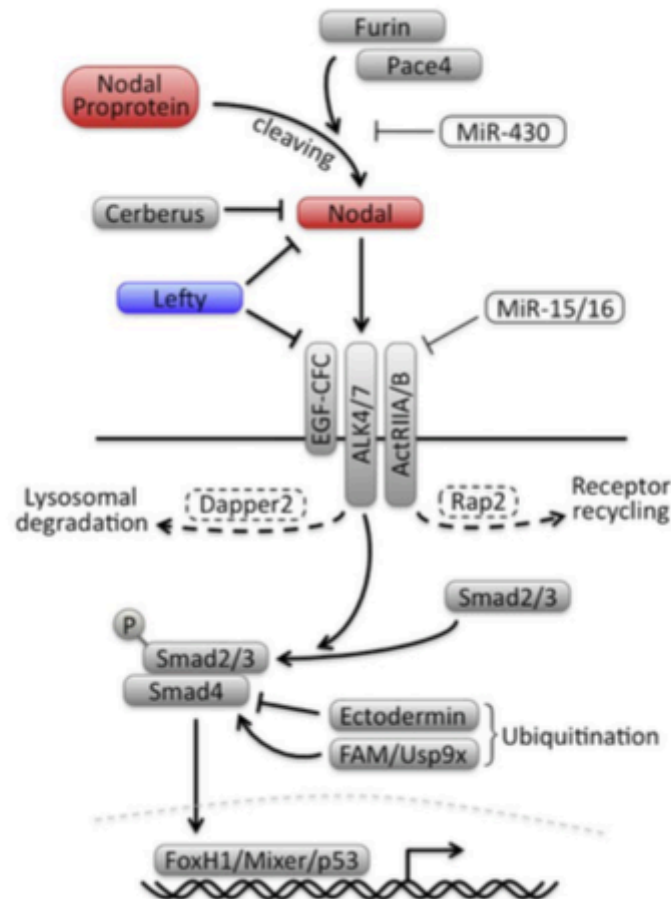 Furin
Pace4
Nodal
Proprotein
cleaving
MiR-430
Cerberus
Nodal
Lefty
MiR-15/16
EGF-CFC
ALK4/7
ActRIIA/B
Lysosomal
degradation
Dapper2
Rap2
Receptor
recycling
Smad2/3
P
Smad2/3
Smad4
Ectodermin
FAM/Usp9x
Ubiquitination
FoxH1/Mixer/p53